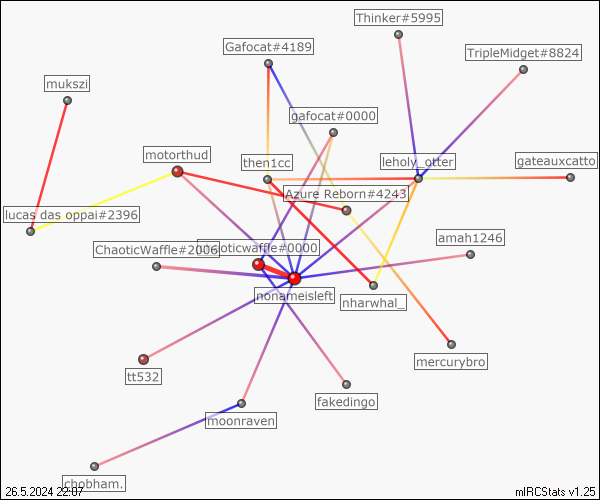 Thinker#5995
Gafocat#4189
TripleMidget#8824
mukszi
gafocat#0000
motorthud
then1cc
leholy_otter
gateauxcatto
Azure Reborn#4243
lucas das oppai#2396
amah1246
ChaoticWaffle#2006
chaoticwaffle#0000
nonameisleft
nharwhal_
mercurybro
tt532
fakedingo
moonraven
chobham.
26.5.2024 22:07
mIRCStats v1.25